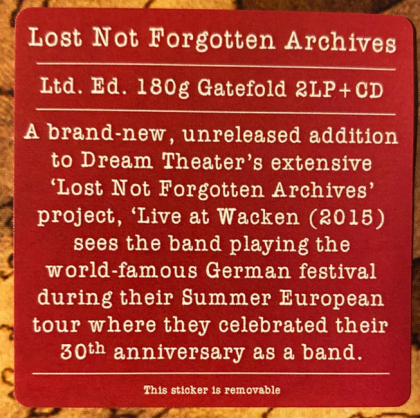 Lost Not Forgotten Archives
Ltd. Ed. 180g Gatefold 2LP+CD
A brand-new, unreleased addition
to Dream Theater's extensive
'Lost Not Forgotten Archives'
project, 'Live at Wacken (2015)
sees the band playing the
world-famous German festival
during their Summer European
tour where they celebrated their
30th anniversary as a band.
This sticker is removable